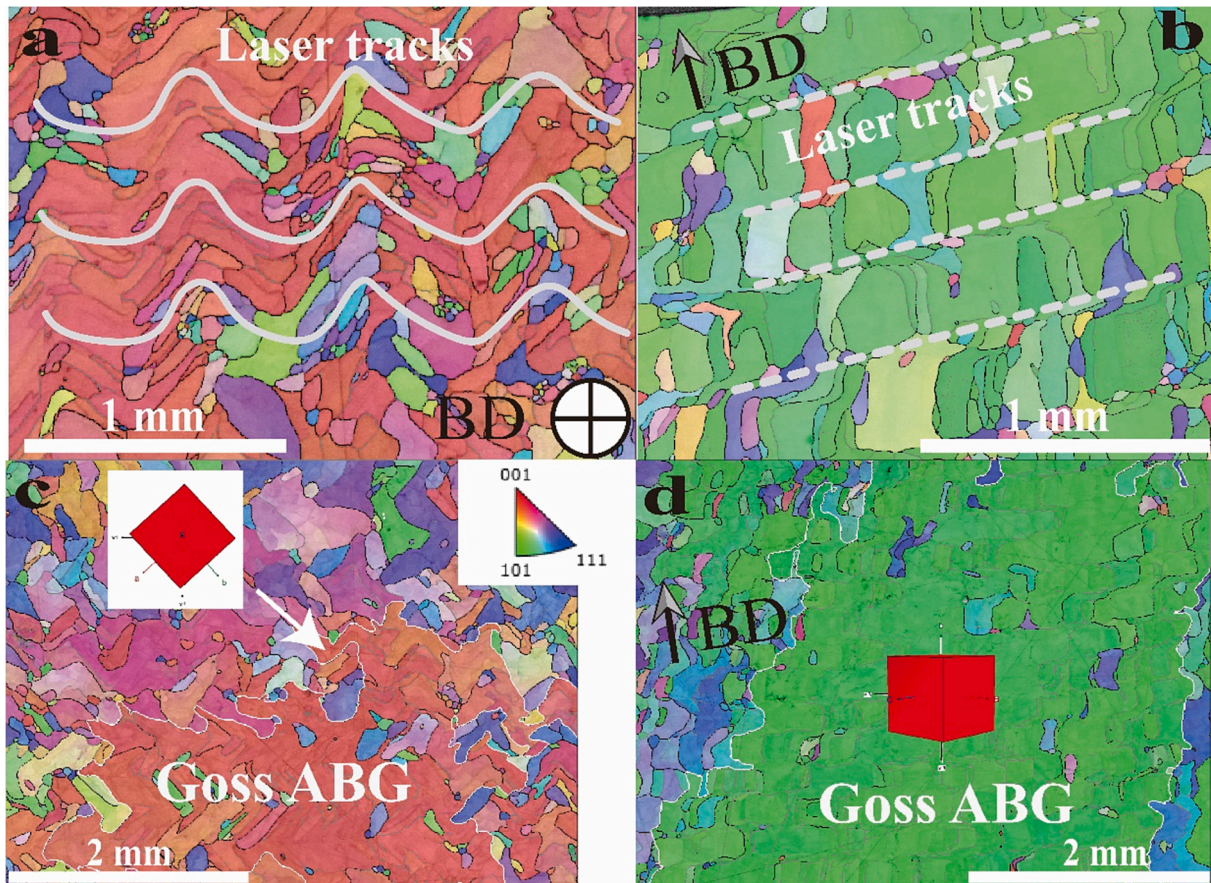 a
Laser tracks
BD
1 mm
b
BD
Laser tracks
1 mm
c
001
101
111
Goss ABG
2 mm
d
BD
Goss ABG
2 mm